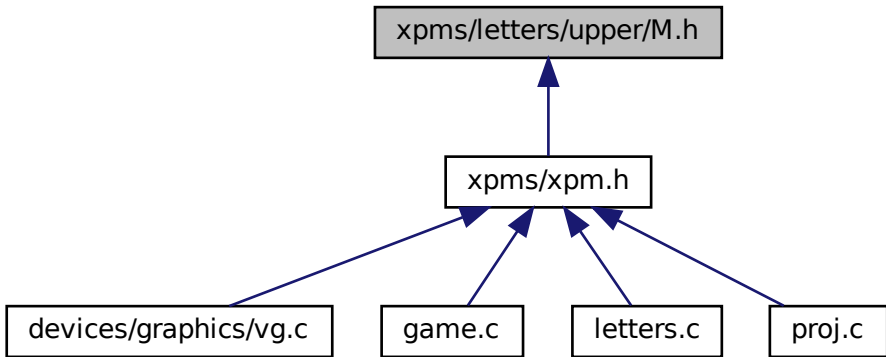 xpms/letters/upper/M.h
xpms/xpm.h
devices/graphics/vg.c
game.c
letters.c
proj.c